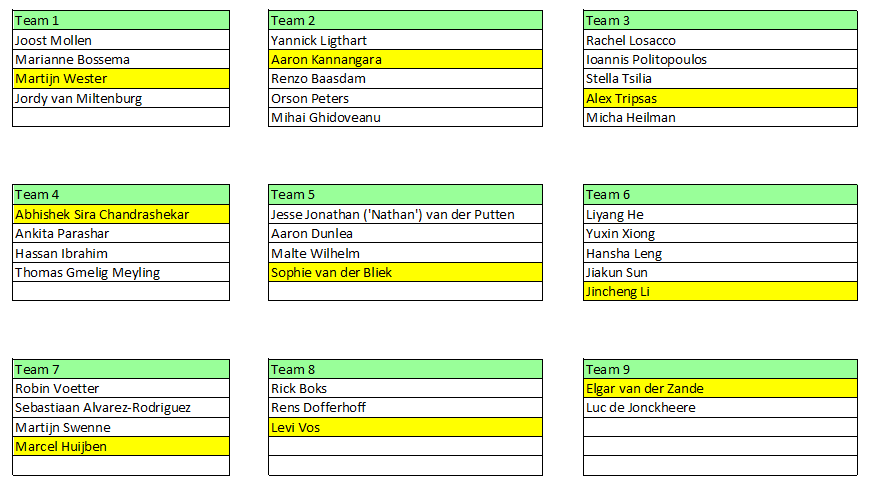 Team 1
Joost Mollen
Marianne Bossema
Martijn Wester
Jordy van Miltenburg
Team 2
Yannick Ligthart
Aaron Kannangara
Renzo Baasdam
Orson Peters
Mihai Ghidoveanu
Team 3
Rachel Losacco
Ioannis Politopoulos
Stella Tsilia
Alex Tripsas
Micha Heilman
Team 4
Abhishek Sira Chandrashekar
Ankita Parashar
Hassan Ibrahim
Thomas Gmelig Meyling
Team 5
Jesse Jonathan ('Nathan') van der Putten
Aaron Dunlea
Malte Wilhelm
Sophie van der Bliek
Team 6
Liyang He
Yuxin Xiong
Hansha Leng
Jiakun Sun
Jincheng Li
Team 7
Robin Voetter
Sebastiaan Alvarez-Rodriguez
Martijn Swenne
Marcel Huijben
Team 8
Rick Boks
Rens Dofferhoff
Levi Vos
Team 9
Elgar van der Zande
Luc de Jonckheere